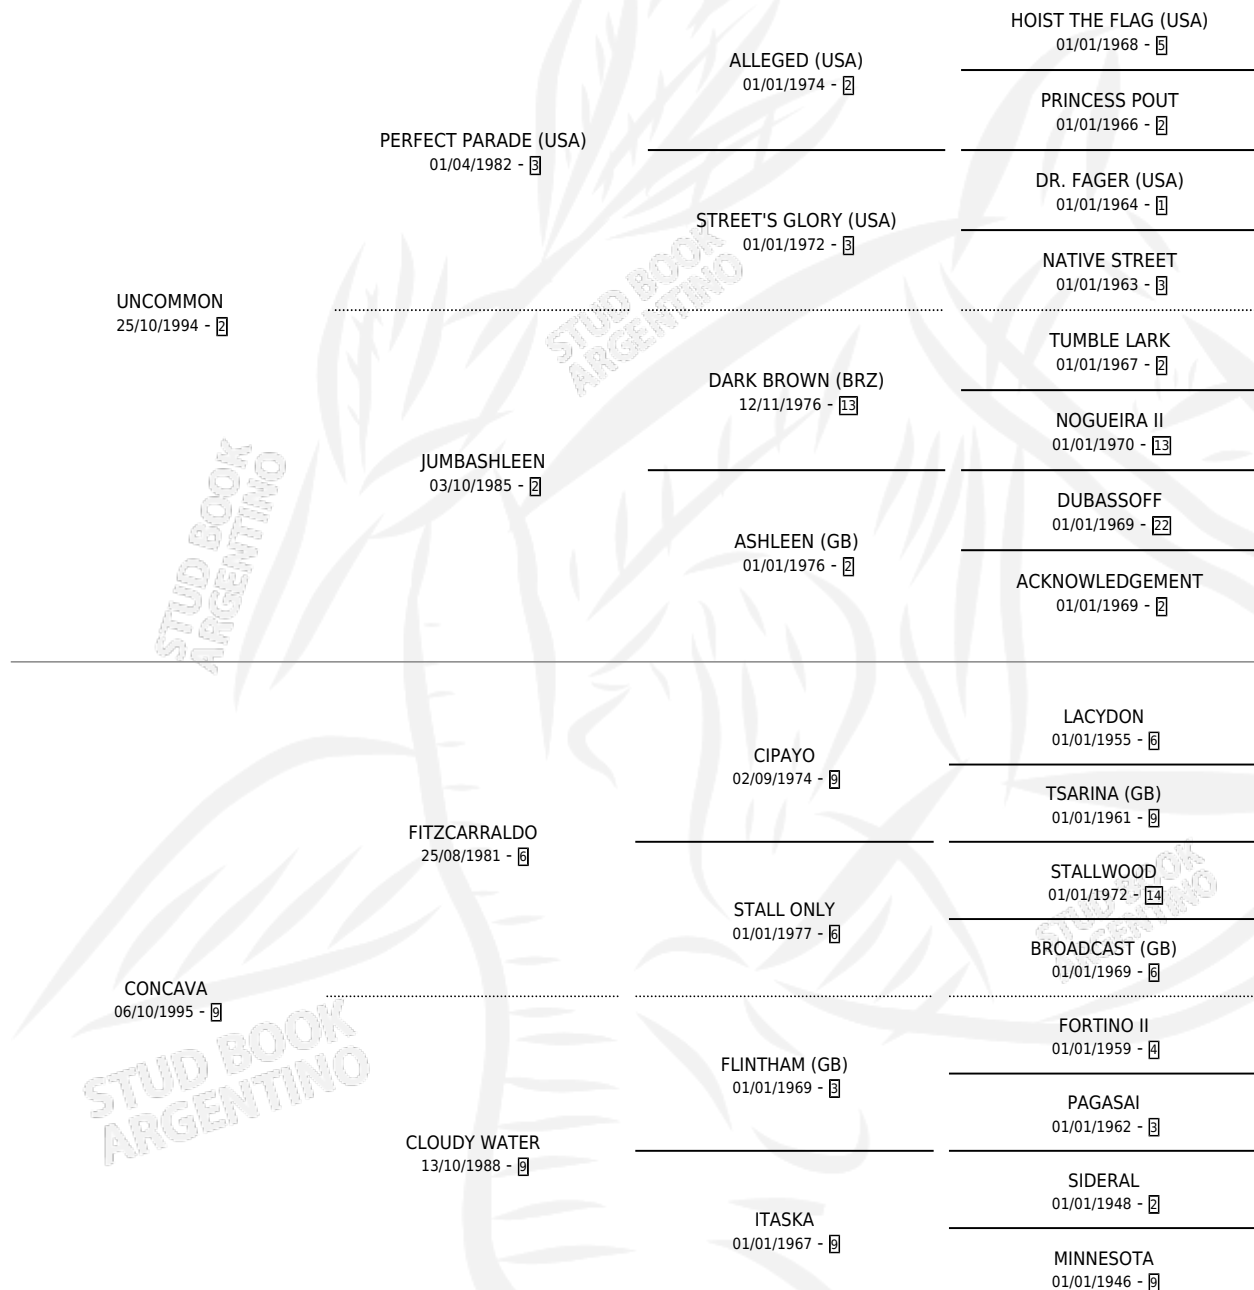 HOIST THE FLAG (USA)
01/01/1968 - 5
ALLEGED (USA)
01/01/1974 - 2
PRINCESS POUT
01/01/1966 - 2
PERFECT PARADE (USA)
01/04/1982 - 3
DR. FAGER (USA)
01/01/1964 - 1
STREET'S GLORY (USA)
01/01/1972 - 3
NATIVE STREET
01/01/1963 - 3
UNCOMMON
25/10/1994 - 2
TUMBLE LARK
01/01/1967 - 2
DARK BROWN (BRZ)
12/11/1976 - 13
NOGUEIRA II
01/01/1970 - 13
JUMBASHLEEN
03/10/1985 - 2
DUBASSOFF
01/01/1969 - 22
ASHLEEN (GB)
01/01/1976 - 2
ACKNOWLEDGEMENT
01/01/1969 - 2
LACYDON
01/01/1955 - 6
CIPAYO
02/09/1974 - 9
TSARINA (GB)
01/01/1961 - 9
FITZCARRALDO
25/08/1981 - 6
STALLWOOD
01/01/1972 - 14
STALL ONLY
01/01/1977 - 6
BROADCAST (GB)
01/01/1969 - 6
CONCAVA
06/10/1995 - 9
FORTINO II
01/01/1959 - 4
FLINTHAM (GB)
01/01/1969 - 3
PAGASAI
01/01/1962 - 3
CLOUDY WATER
13/10/1988 - 9
SIDERAL
01/01/1948 - 2
ITASKA
01/01/1967 - 9
MINNESOTA
01/01/1946 - 9
STUD BOOK
ARGENTINO
STUD BOOK
ARGENTINO
STUD BOOK
ARGENTINO
STUD BOOK
ARGENTINO